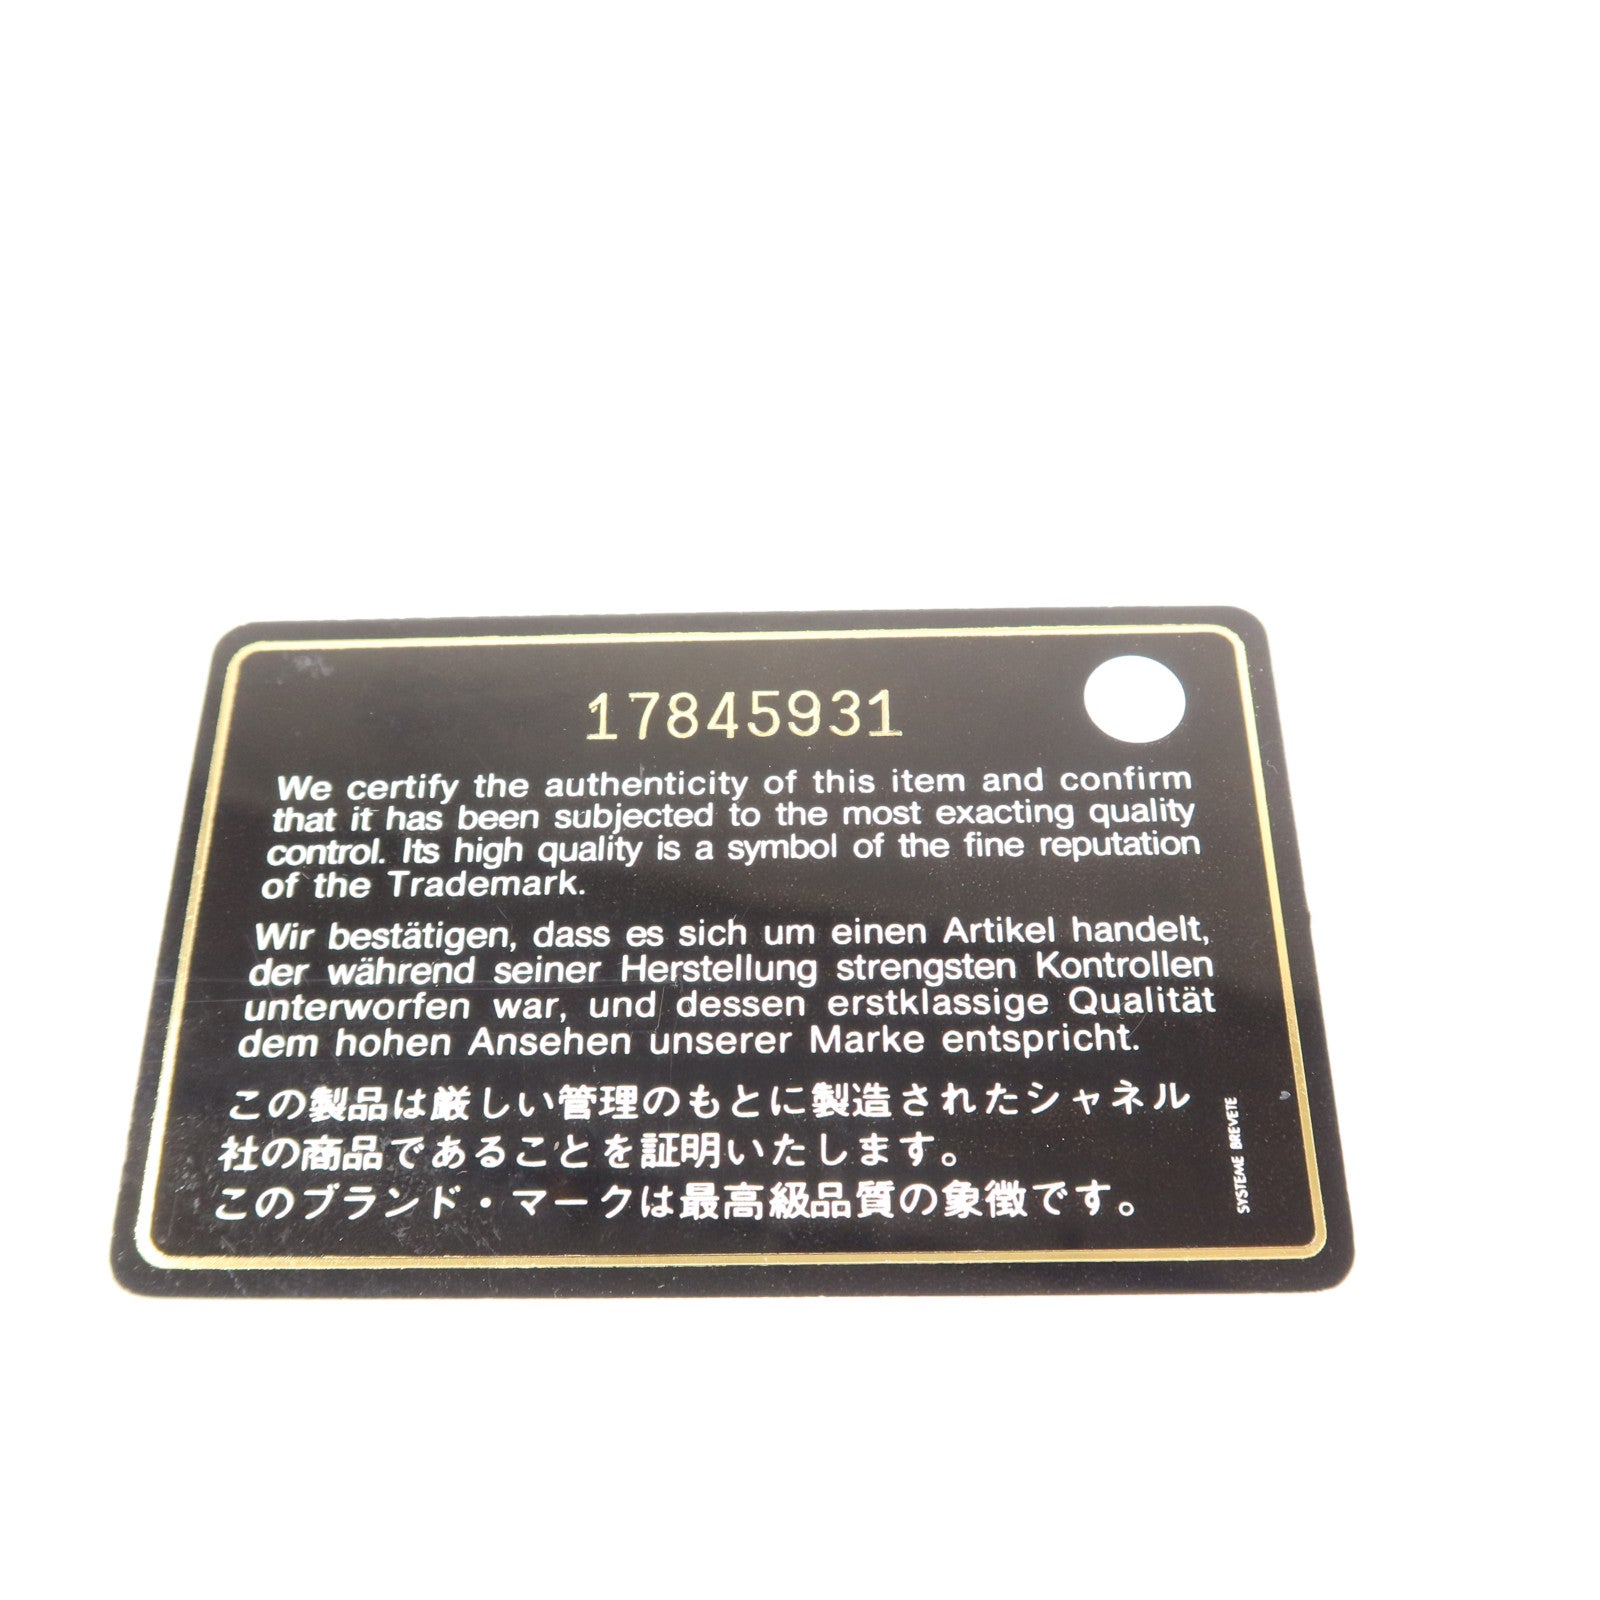 17845931
We certify the authenticity of this item and confirm
that it has been subjected to the most exacting quality
control. Its high quality is a symbol of the fine reputation
of the Trademark.
Wir bestätigen, dass es sich um einen Artikel handelt,
der während seiner Herstellung strengsten Kontrollen
unterworfen war, und dessen erstklassige Qualität
dem hohen Ansehen unserer Marke entspricht.
この製品は厳しい管理のもとに製造されたシャネル
社の商品であることを証明いたします。
このブランド・マークは最高級品質の象徴です。
SYSTEME BREVETE